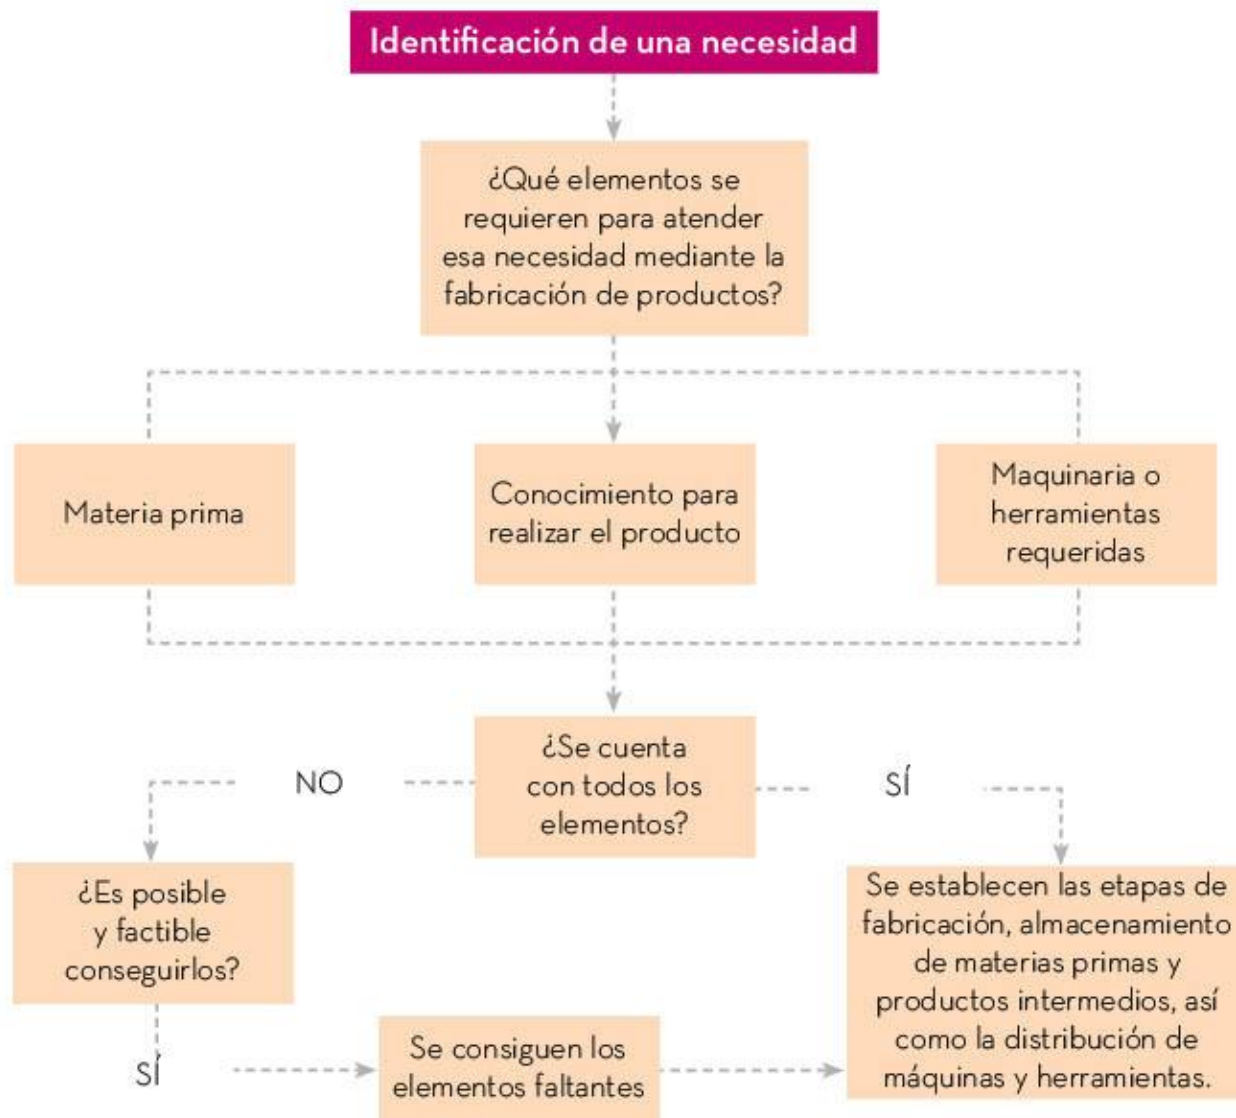 Identificación de una necesidad
¿Qué elementos se
requieren para atender
esa necesidad mediante la
fabricación de productos?
Materia prima
Conocimiento para
realizar el producto
Maquinaria o
herramientas
requeridas
¿Se cuenta
con todos los
elementos?
NO
SÍ
¿Es posible
y factible
conseguirlos?
Se establecen las etapas de
fabricación, almacenamiento
de materias primas y
productos intermedios, así
como la distribución de
máquinas y herramientas.
SÍ
Se consiguen los
elementos faltantes